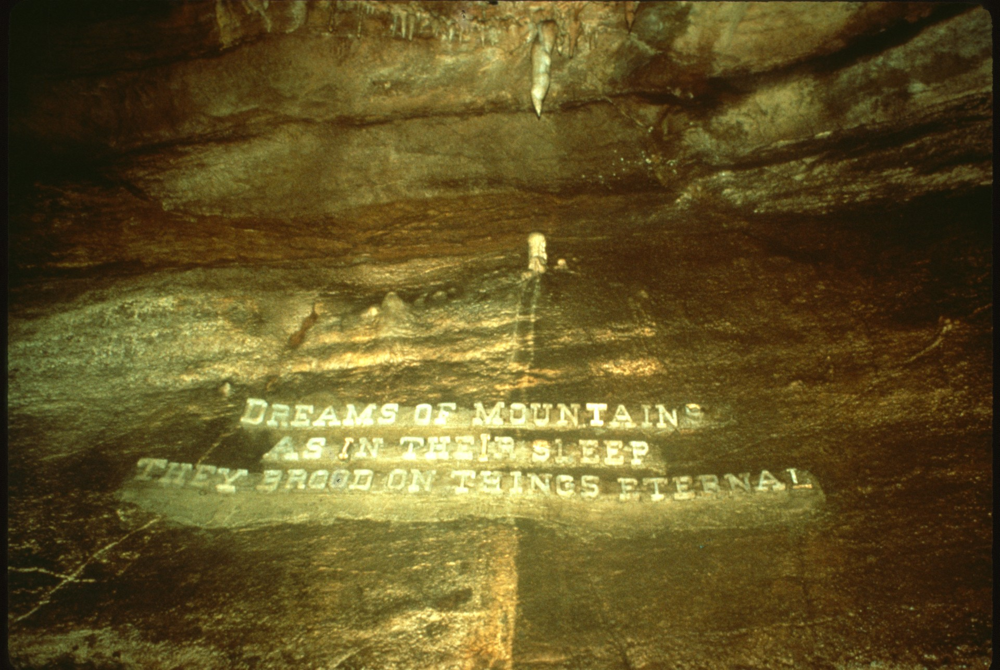 DREAMS OF MOUNTAINS
AS IN THEIR SLEEP
THEY BROOD ON THINGS ETERNAL